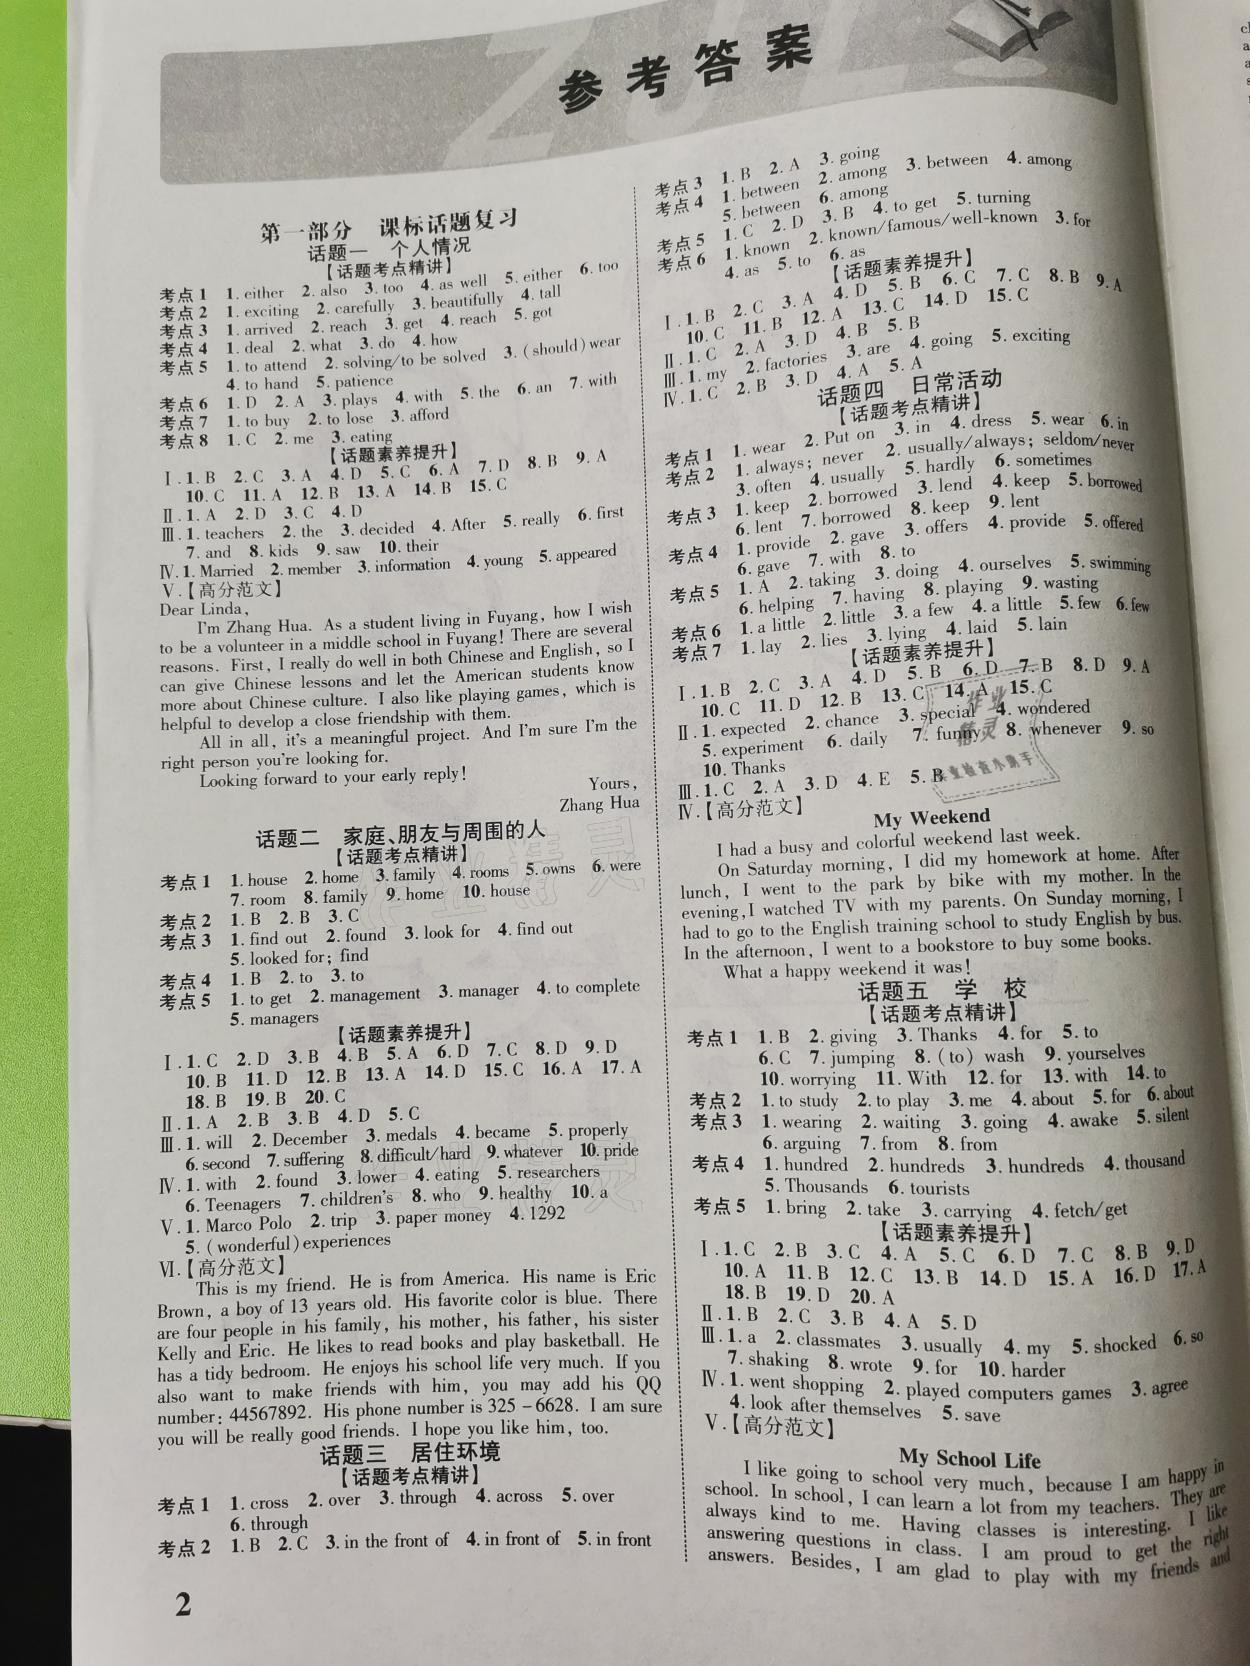 参考答案
第一部分 课标话题复习
话题一 个人情况
【话题考点精讲】
考点1 1. either 2. also 3. too 4. as well 5. either 6. too
考点2 1. exciting 2. carefully 3. beautifully 4. tall
考点3 1. arrived 2. reach 3. get 4. reach 5. got
考点4 1. deal 2. what 3. do 4. how
考点5 1. to attend 2. solving/to be solved 3. (should) wear
4. to hand 5. patience
考点6 1. D 2. A 3. plays 4. with 5. the 6. an 7. with
考点7 1. to buy 2. to lose 3. afford
考点8 1. C 2. me 3. eating
【话题素养提升】
Ⅰ. 1. B 2. C 3. A 4. D 5. C 6. A 7. D 8. B 9. A
10. C 11. A 12. B 13. A 14. B 15. C
Ⅱ. 1. A 2. D 3. C 4. D
Ⅲ. 1. teachers 2. the 3. decided 4. After 5. really 6. first
7. and 8. kids 9. saw 10. their
Ⅳ. 1. Married 2. member 3. information 4. young 5. appeared
Ⅴ.【高分范文】
Dear Linda,
I'm Zhang Hua. As a student living in Fuyang, how I wish
to be a volunteer in a middle school in Fuyang! There are several
reasons. First, I really do well in both Chinese and English, so I
can give Chinese lessons and let the American students know
more about Chinese culture. I also like playing games, which is
helpful to develop a close friendship with them.
All in all, it's a meaningful project. And I'm sure I'm the
right person you're looking for.
Looking forward to your early reply!
Yours,
Zhang Hua
话题二 家庭、朋友与周围的人
【话题考点精讲】
考点1 1. house 2. home 3. family 4. rooms 5. owns 6. were
7. room 8. family 9. home 10. house
考点2 1. B 2. B 3. C
考点3 1. find out 2. found 3. look for 4. find out
5. looked for; find
考点4 1. B 2. to 3. to
考点5 1. to get 2. management 3. manager 4. to complete
5. managers
【话题素养提升】
Ⅰ. 1. C 2. D 3. B 4. B 5. A 6. D 7. C 8. D 9. D
10. B 11. D 12. B 13. A 14. D 15. C 16. A 17. A
18. B 19. B 20. C
Ⅱ. 1. A 2. B 3. B 4. D 5. C
Ⅲ. 1. will 2. December 3. medals 4. became 5. properly
6. second 7. suffering 8. difficult/hard 9. whatever 10. pride
Ⅳ. 1. with 2. found 3. lower 4. eating 5. researchers
6. Teenagers 7. children's 8. who 9. healthy 10. a
Ⅴ. 1. Marco Polo 2. trip 3. paper money 4. 1292
5. (wonderful) experiences
Ⅵ.【高分范文】
This is my friend. He is from America. His name is Eric
Brown, a boy of 13 years old. His favorite color is blue. There
are four people in his family, his mother, his father, his sister
Kelly and Eric. He likes to read books and play basketball. He
has a tidy bedroom. He enjoys his school life very much. If you
also want to make friends with him, you may add his QQ
number: 44567892. His phone number is 325-6628. I am sure
you will be really good friends. I hope you like him, too.
话题三 居住环境
【话题考点精讲】
考点1 1. cross 2. over 3. through 4. across 5. over
6. through
考点2 1. B 2. C 3. in the front of 4. in front of 5. in front
2
考点3 1. B 2. A 3. going
考点4 1. between 2. among 3. between 4. among
5. between 6. among
考点5 1. C 2. D 3. B 4. to get 5. turning
考点6 1. known 2. known/famous/well-known 3. for
4. as 5. to 6. as
【话题素养提升】
Ⅰ. 1. B 2. C 3. A 4. D 5. B 6. C 7. C 8. B 9. A
10. C 11. B 12. A 13. C 14. D 15. C
Ⅱ. 1. C 2. A 3. D 4. B 5. B
Ⅲ. 1. my 2. factories 3. are 4. going 5. exciting
Ⅳ. 1. C 2. B 3. D 4. A 5. A
话题四 日常活动
【话题考点精讲】
考点1 1. wear 2. Put on 3. in 4. dress 5. wear 6. in
考点2 1. always; never 2. usually/always; seldom/never
3. often 4. usually 5. hardly 6. sometimes
考点3 1. keep 2. borrowed 3. lend 4. keep 5. borrowed
6. lent 7. borrowed 8. keep 9. lent
考点4 1. provide 2. gave 3. offers 4. provide 5. offered
6. gave 7. with 8. to
考点5 1. A 2. taking 3. doing 4. ourselves 5. swimming
6. helping 7. having 8. playing 9. wasting
考点6 1. a little 2. little 3. a few 4. a little 5. few 6. few
考点7 1. lay 2. lies 3. lying 4. laid 5. lain
【话题素养提升】
Ⅰ. 1. B 2. C 3. A 4. D 5. B 6. D 7. B 8. D 9. A
10. C 11. D 12. B 13. C 14. A 15. C
Ⅱ. 1. expected 2. chance 3. special 4. wondered
5. experiment 6. daily 7. funny 8. whenever 9. so
10. Thanks
Ⅲ. 1. C 2. A 3. D 4. E 5. B
Ⅳ.【高分范文】
My Weekend
I had a busy and colorful weekend last week.
On Saturday morning, I did my homework at home. After
lunch, I went to the park by bike with my mother. In the
evening, I watched TV with my parents. On Sunday morning, I
had to go to the English training school to study English by bus.
In the afternoon, I went to a bookstore to buy some books.
What a happy weekend it was!
话题五 学 校
【话题考点精讲】
考点1 1. B 2. giving 3. Thanks 4. for 5. to
6. C 7. jumping 8. (to) wash 9. yourselves
10. worrying 11. With 12. for 13. with 14. to
考点2 1. to study 2. to play 3. me 4. about 5. for 6. about
考点3 1. wearing 2. waiting 3. going 4. awake 5. silent
6. arguing 7. from 8. from
考点4 1. hundred 2. hundreds 3. hundreds 4. thousand
5. Thousands 6. tourists
考点5 1. bring 2. take 3. carrying 4. fetch/get
【话题素养提升】
Ⅰ. 1. C 2. B 3. C 4. A 5. C 6. D 7. C 8. B 9. D
10. A 11. B 12. C 13. B 14. D 15. A 16. D 17. A
18. B 19. D 20. A
Ⅱ. 1. B 2. C 3. B 4. A 5. D
Ⅲ. 1. a 2. classmates 3. usually 4. my 5. shocked 6. so
7. shaking 8. wrote 9. for 10. harder
Ⅳ. 1. went shopping 2. played computers games 3. agree
4. look after themselves 5. save
Ⅴ.【高分范文】
My School Life
I like going to school very much, because I am happy in
school. In school, I can learn a lot from my teachers. They are
always kind to me. Having classes is interesting. I like
answering questions in class. I am proud to get the right
answers. Besides, I am glad to play with my friends and
作业
精灵
作业检查小助手